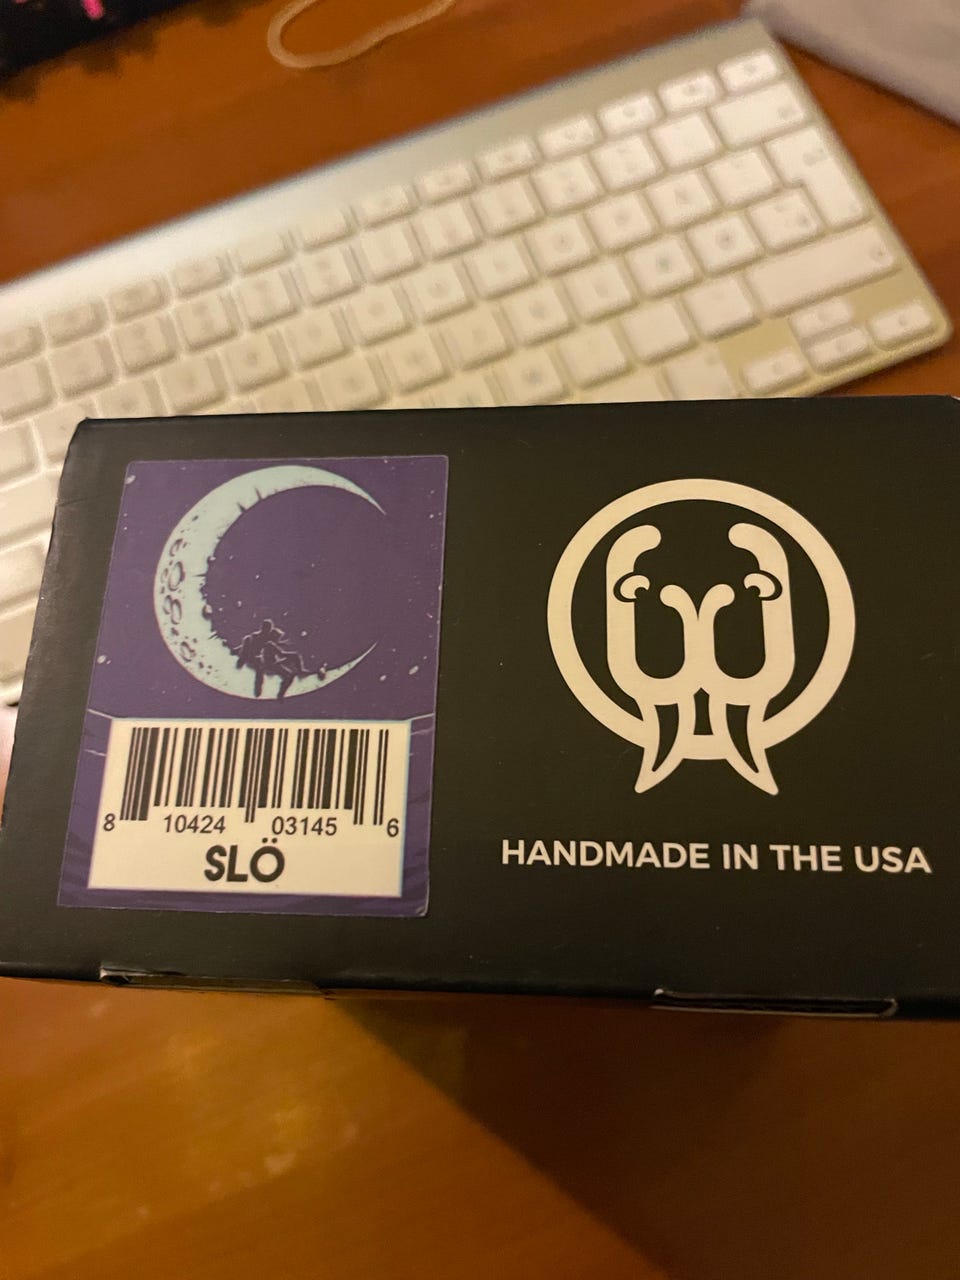 8 10424 03145 6
SLÖ
HANDMADE IN THE USA